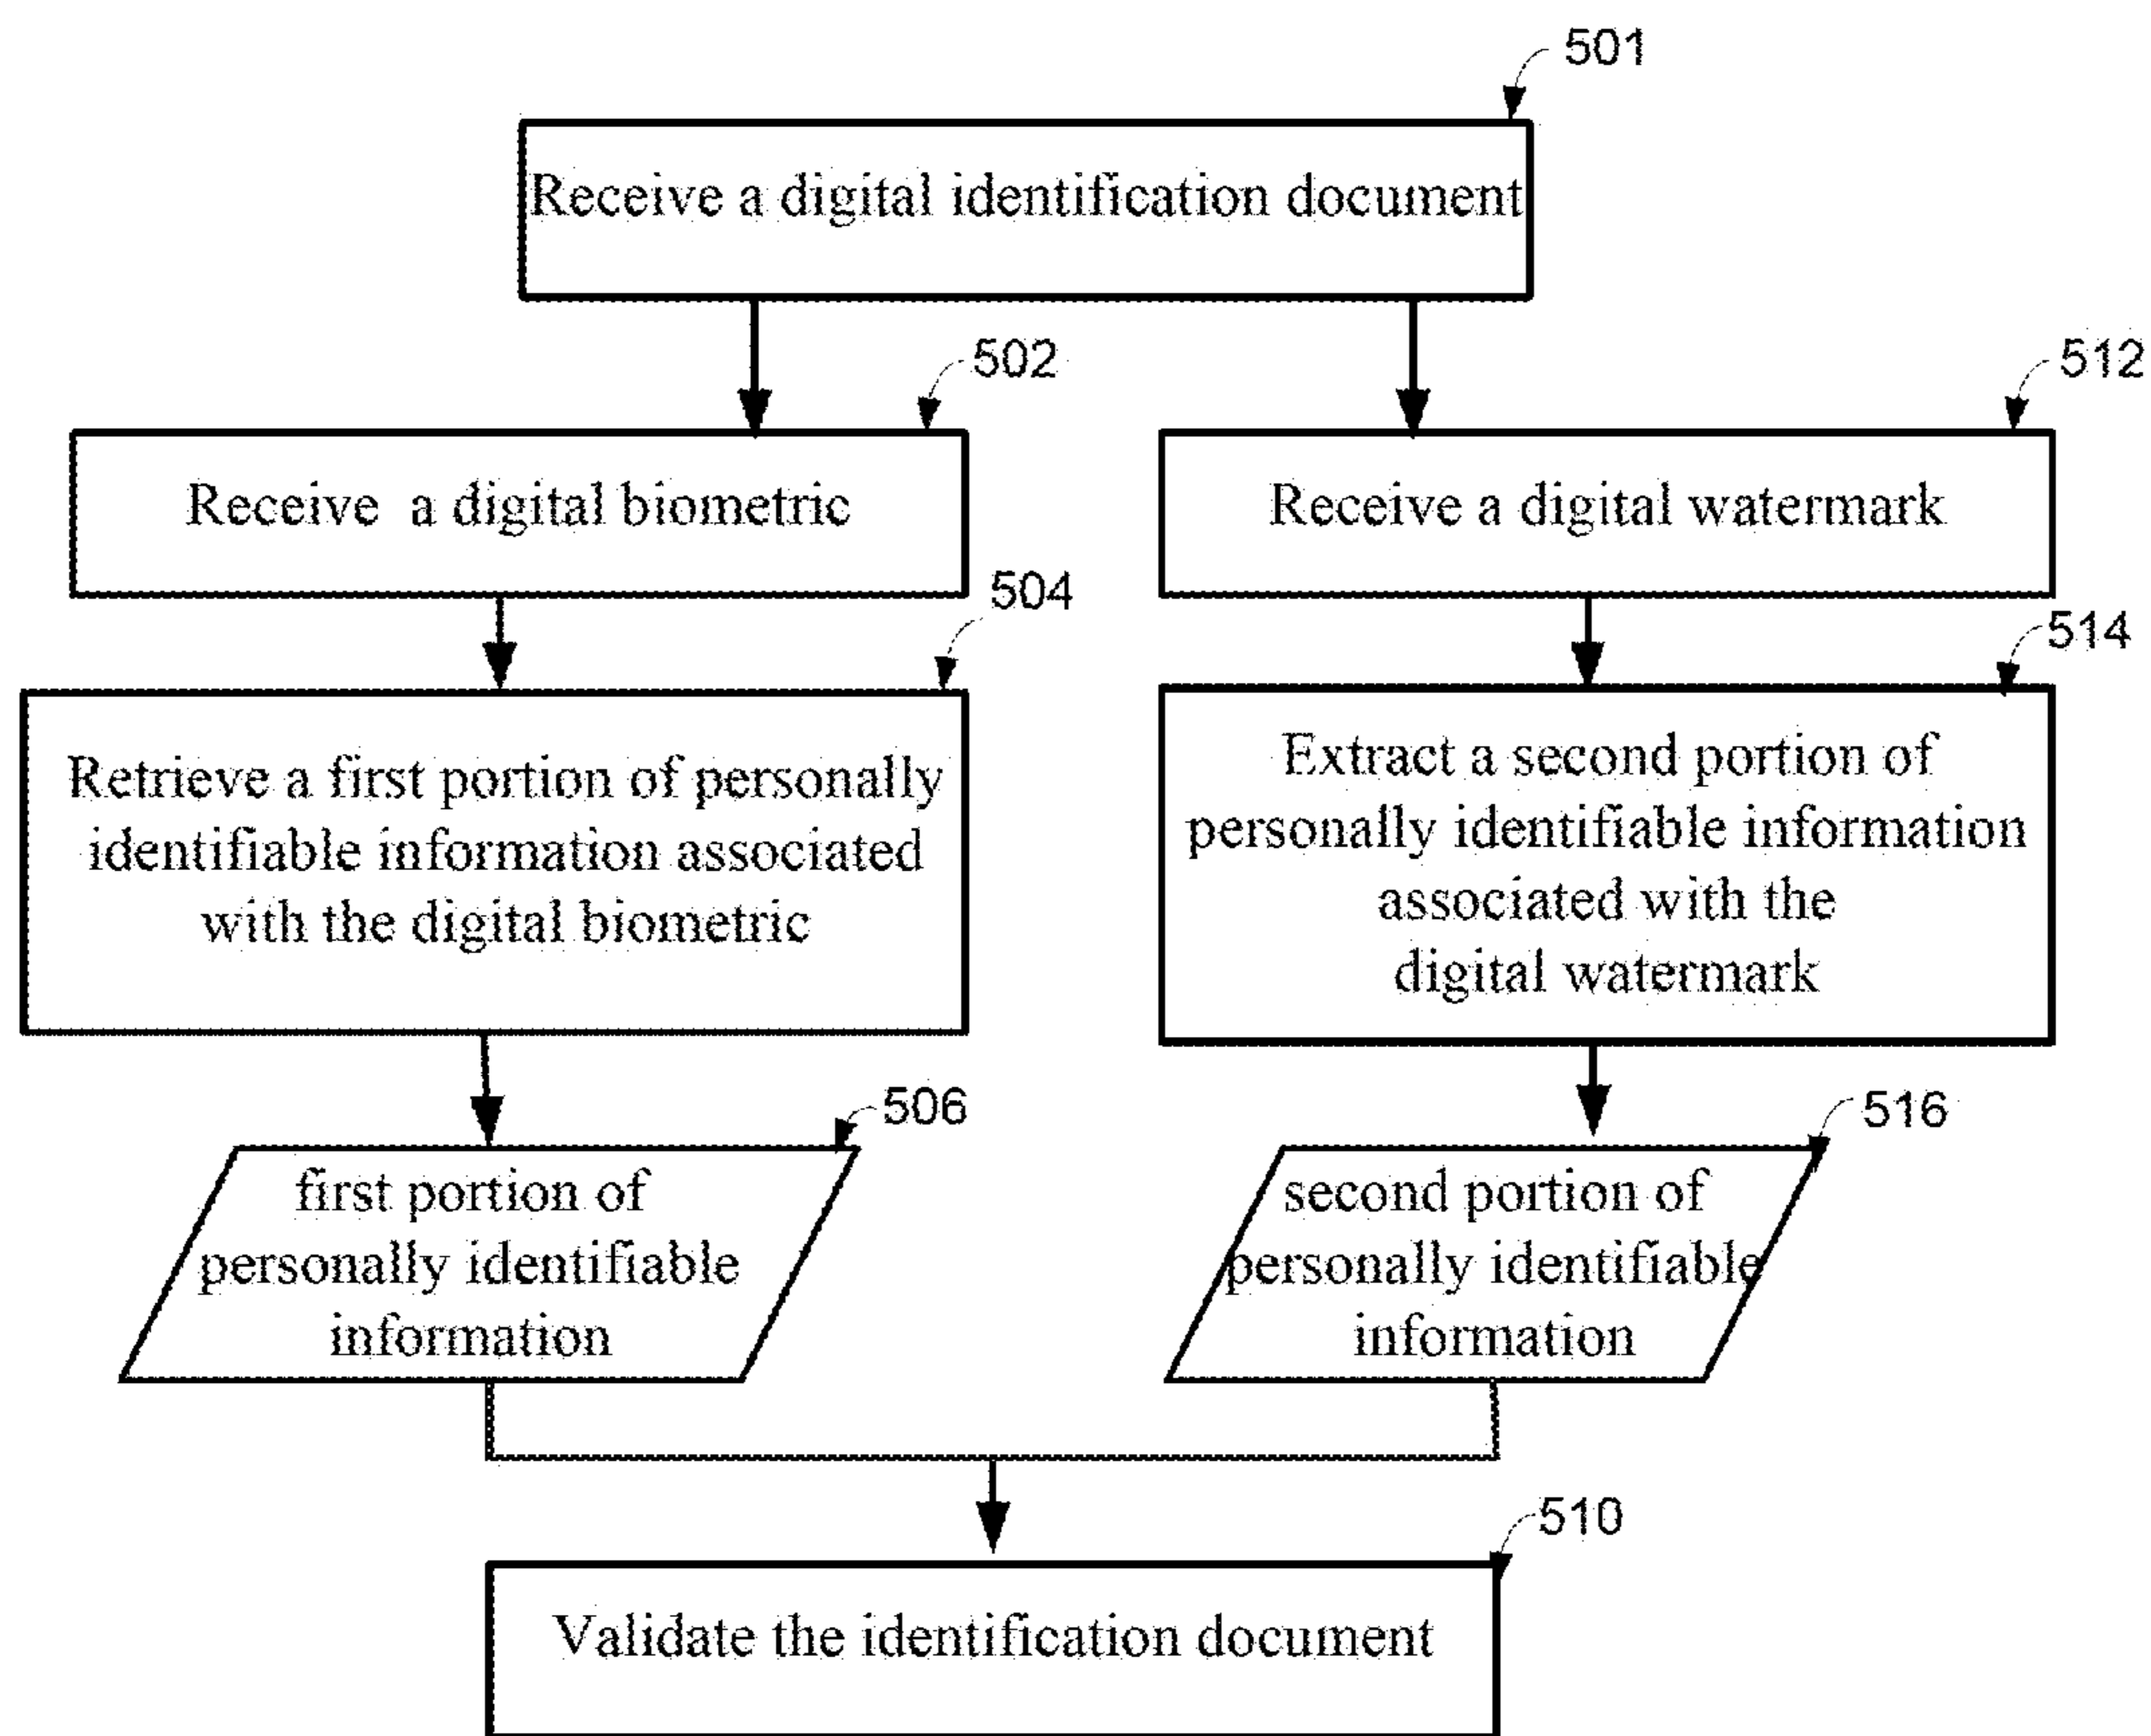 501
Receive a digital identification document
502
512
Receive a digital biometric
Receive a digital watermark
504
514
Retrieve a first portion of personally
identifiable information associated
with the digital biometric
Extract a second portion of
personally identifiable information
associated with the
digital watermark
506
516
first portion of
personally identifiable
information
second portion of
personally identifiable
information
510
Validate the identification document